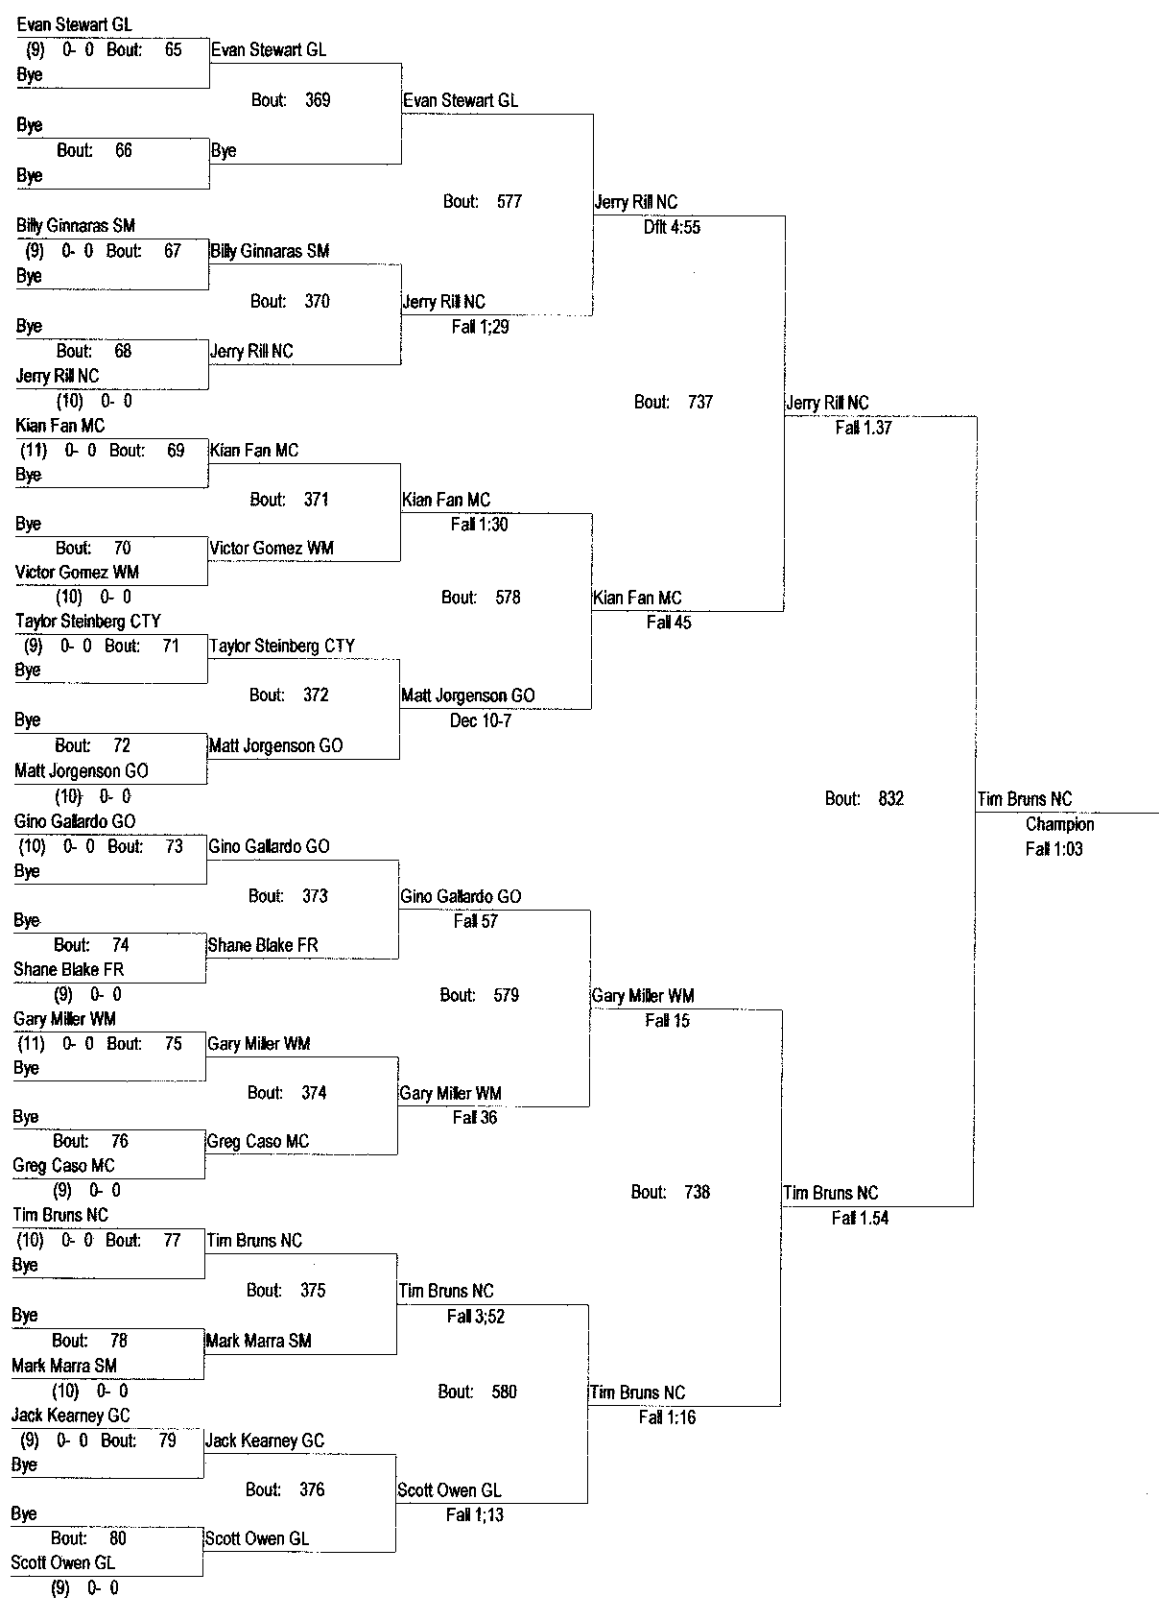 Evan Stewart GL
(9) 0- 0 Bout: 65 Evan Stewart GL
Bye
Bout: 369 Evan Stewart GL
Bye
Bout: 66 Bye
Bye
Bout: 577 Jerry Rill NC
Dflt 4:55
Billy Ginnaras SM
(9) 0- 0 Bout: 67 Billy Ginnaras SM
Bye
Bout: 370 Jerry Rill NC
Fall 1;29
Bye
Bout: 68 Jerry Rill NC
Jerry Rill NC
(10) 0- 0
Bout: 737 Jerry Rill NC
Fall 1.37
Kian Fan MC
(11) 0- 0 Bout: 69 Kian Fan MC
Bye
Bout: 371 Kian Fan MC
Fall 1:30
Bye
Bout: 70 Victor Gomez WM
Victor Gomez WM
(10) 0- 0
Bout: 578 Kian Fan MC
Fall 45
Taylor Steinberg CTY
(9) 0- 0 Bout: 71 Taylor Steinberg CTY
Bye
Bout: 372 Matt Jorgenson GO
Dec 10-7
Bye
Bout: 72 Matt Jorgenson GO
Matt Jorgenson GO
(10) 0- 0
Bout: 832 Tim Bruns NC
Champion
Fall 1:03
Gino Gallardo GO
(10) 0- 0 Bout: 73 Gino Gallardo GO
Bye
Bout: 373 Gino Gallardo GO
Fall 57
Bye
Bout: 74 Shane Blake FR
Shane Blake FR
(9) 0- 0
Bout: 579 Gary Miller WM
Fall 15
Gary Miller WM
(11) 0- 0 Bout: 75 Gary Miller WM
Bye
Bout: 374 Gary Miller WM
Fall 36
Bye
Bout: 76 Greg Caso MC
Greg Caso MC
(9) 0- 0
Bout: 738 Tim Bruns NC
Fall 1.54
Tim Bruns NC
(10) 0- 0 Bout: 77 Tim Bruns NC
Bye
Bout: 375 Tim Bruns NC
Fall 3;52
Bye
Bout: 78 Mark Marra SM
Mark Marra SM
(10) 0- 0
Bout: 580 Tim Bruns NC
Fall 1:16
Jack Kearney GC
(9) 0- 0 Bout: 79 Jack Kearney GC
Bye
Bout: 376 Scott Owen GL
Fall 1;13
Bye
Bout: 80 Scott Owen GL
Scott Owen GL
(9) 0- 0